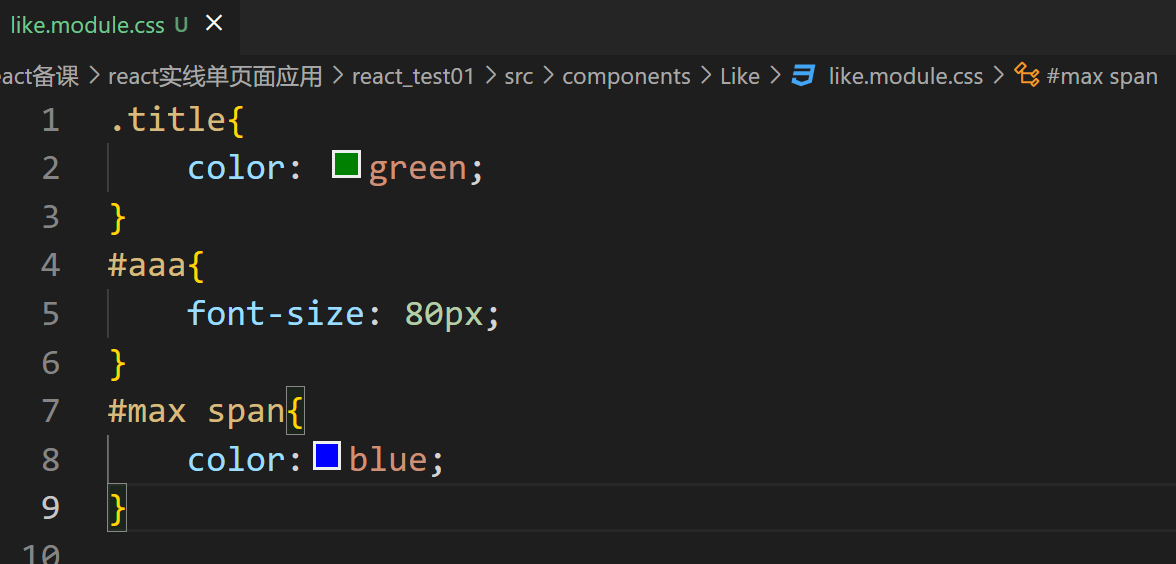 like.module.css U ×
eact备课 > react实线单页面应用 > react_test01 > src > components > Like > like.module.css > #max span
1 .title{
2 color: green;
3 }
4 #aaa{
5 font-size: 80px;
6 }
7 #max span{
8 color:blue;
9 }
10